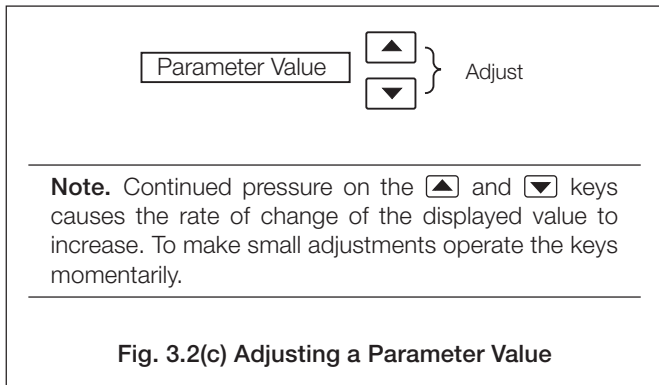 Parameter Value
Adjust
Note. Continued pressure on the ▲ and ▼ keys
causes the rate of change of the displayed value to
increase. To make small adjustments operate the keys
momentarily.
Fig. 3.2(c) Adjusting a Parameter Value